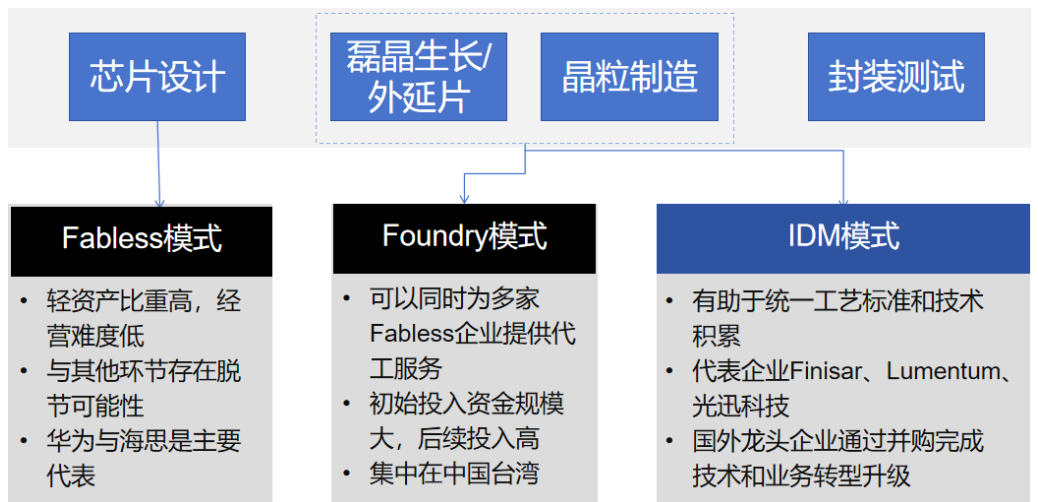 芯片设计
磊晶生长/
外延片
晶粒制造
封装测试
Fabless模式
• 轻资产比重高，经
营难度低
• 与其他环节存在脱
节可能性
• 华为与海思是主要
代表
Foundry模式
• 可以同时为多家
Fabless企业提供代
工服务
• 初始投入资金规模
大，后续投入高
• 集中在中国台湾
IDM模式
• 有助于统一工艺标准和技术
积累
• 代表企业Finisar、Lumentum、
光迅科技
• 国外龙头企业通过并购完成
技术和业务转型升级